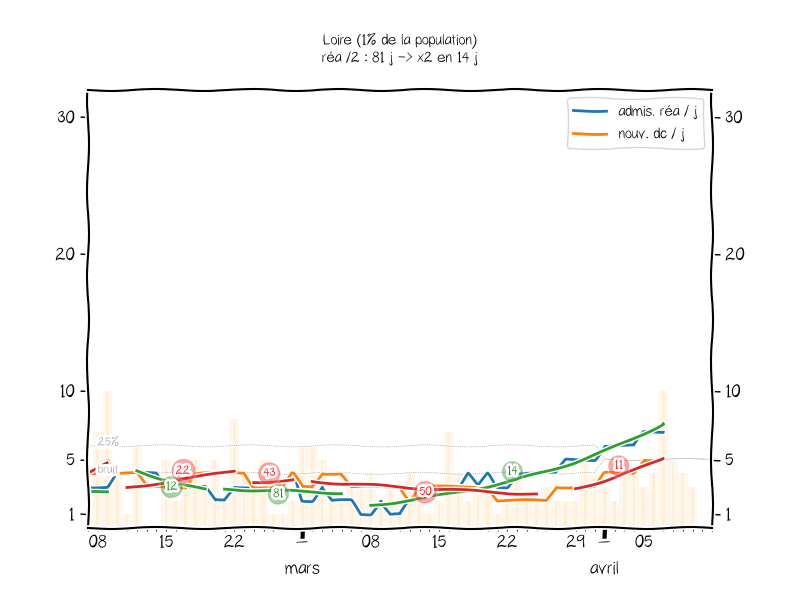 Loire (1% de la population)
réa /2 : 81 j -> x2 en 14 j
admis. réa / j
nouv. dc / j
30
30
20
20
10
10
5
5
1
1
25%
bruit
22
12
43
81
50
14
11
08 15 22 08 15 22 29 05
mars avril